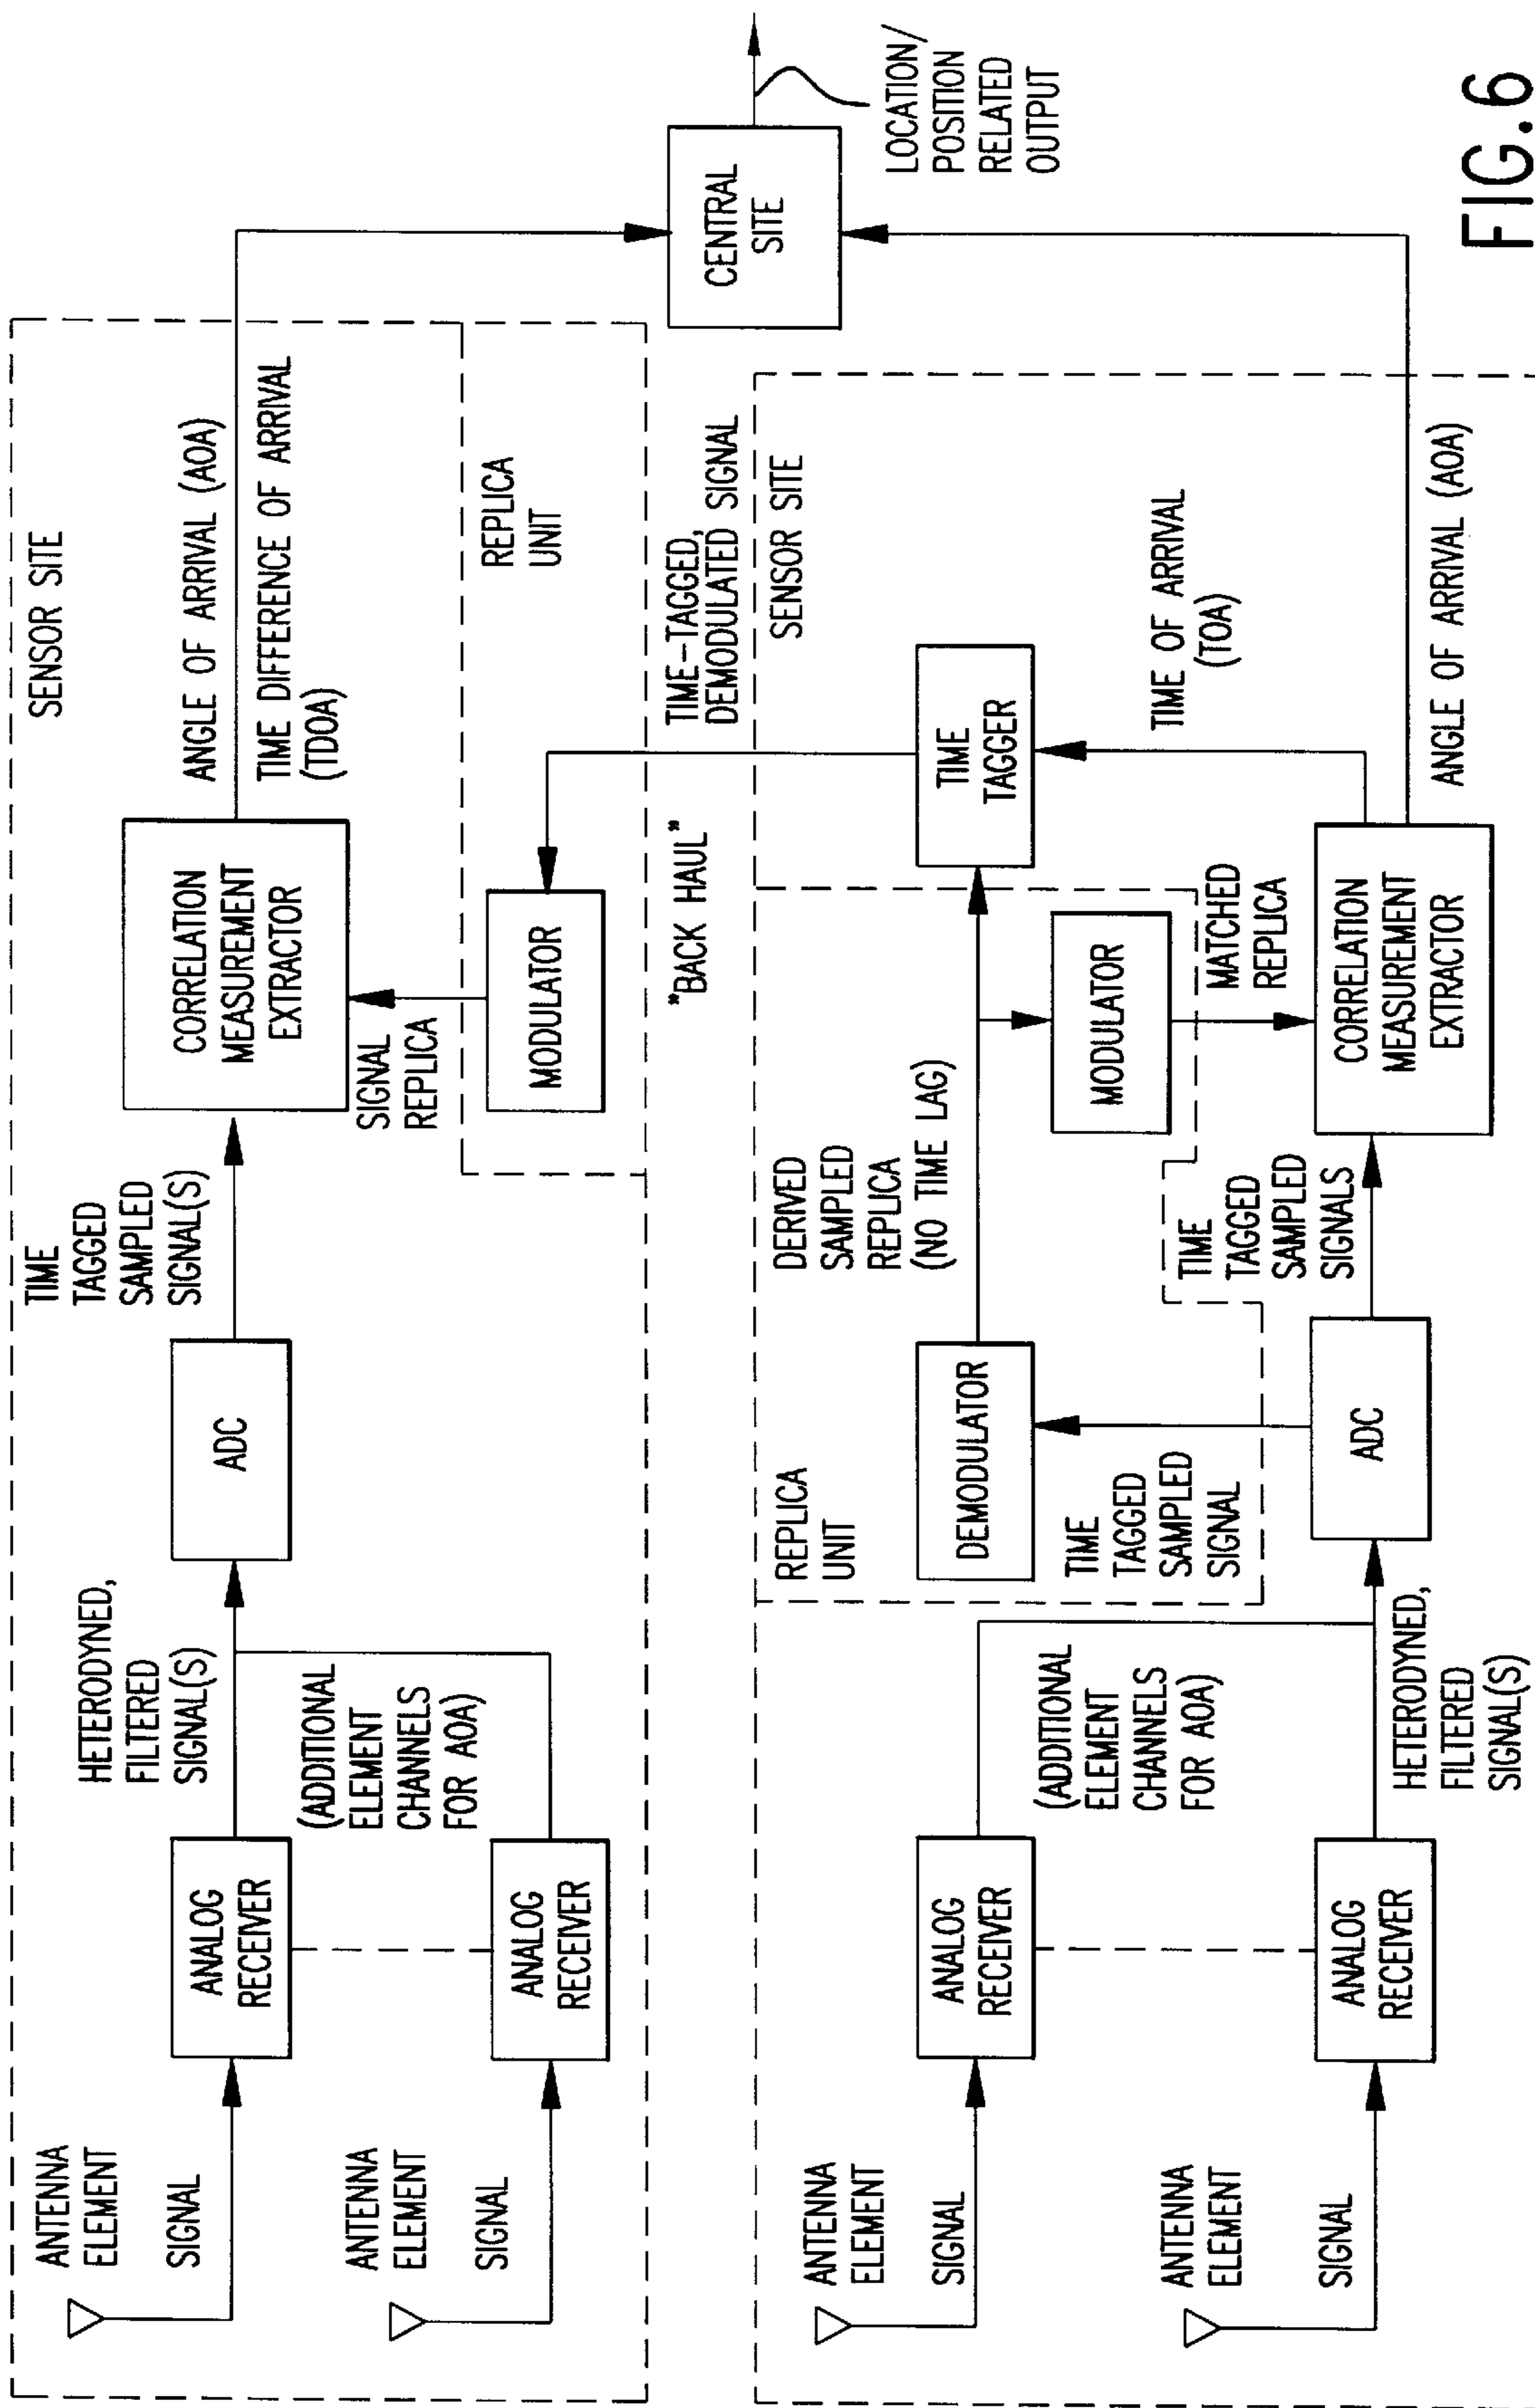 SENSOR SITE
ANTENNA
ELEMENT
SIGNAL
ANALOG
RECEIVER
HETERODYNED,
FILTERED
SIGNAL(S)
ADC
TIME
TAGGED
SAMPLED
SIGNAL(S)
CORRELATION
MEASUREMENT
EXTRACTOR
ANGLE OF ARRIVAL (AOA)
TIME DIFFERENCE OF ARRIVAL
(TDOA)
ANTENNA
ELEMENT
SIGNAL
ANALOG
RECEIVER
(ADDITIONAL
ELEMENT
CHANNELS
FOR AOA)
SIGNAL
REPLICA
MODULATOR
REPLICA
UNIT
"BACK HAUL"
TIME-TAGGED,
DEMODULATED SIGNAL
CENTRAL
SITE
LOCATION/
POSITION
RELATED
OUTPUT
SENSOR SITE
REPLICA
UNIT
ANTENNA
ELEMENT
SIGNAL
ANALOG
RECEIVER
(ADDITIONAL
ELEMENT
CHANNELS
FOR AOA)
DEMODULATOR
DERIVED
SAMPLED
REPLICA
(NO TIME LAG)
TIME
TAGGER
MODULATOR
TIME
TAGGED
SAMPLED
SIGNAL
TIME
TAGGED
SAMPLED
SIGNALS
MATCHED
REPLICA
TIME OF ARRIVAL
(TOA)
ANTENNA
ELEMENT
SIGNAL
ANALOG
RECEIVER
HETERODYNED,
FILTERED
SIGNAL(S)
ADC
CORRELATION
MEASUREMENT
EXTRACTOR
ANGLE OF ARRIVAL (AOA)
FIG.6